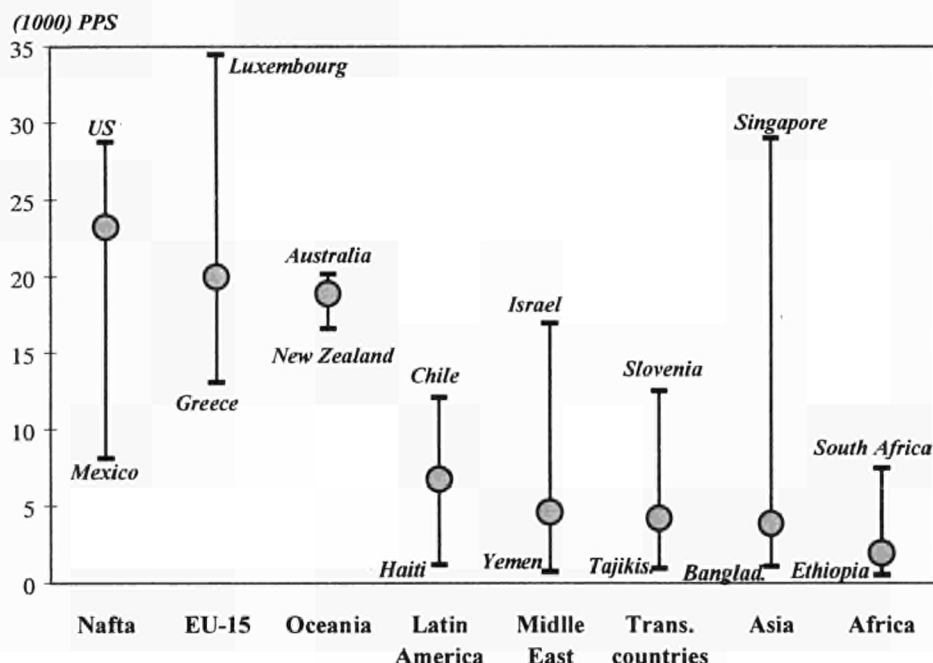 (1000) PPS
35
30
25
20
15
10
5
0
US
Mexico
Luxembourg
Greece
Australia
New Zealand
Chile
Haiti
Israel
Yemen
Slovenia
Tajikis.
Singapore
Banglad.
South Africa
Ethiopia
Nafta EU-15 Oceania Latin Midlle Trans. Asia Africa
America East countries